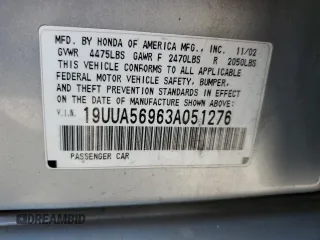 MFD. BY HONDA OF AMERICA MFG., INC. 11/02
GVWR 4475LBS GAWR F 2470LBS R 2050LBS
THIS VEHICLE CONFORMS TO ALL APPLICABLE
FEDERAL MOTOR VEHICLE SAFETY, BUMPER,
AND THEFT PREVENTION STANDARDS IN EFFECT
ON THE DATE OF MANUFACTURE SHOWN ABOVE.
V.I.N. 19UUA56963A051276
PASSENGER CAR
© DREAMBID